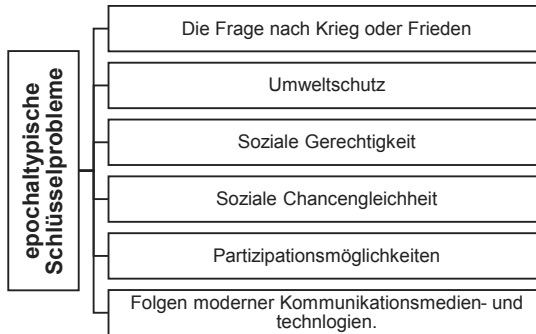 epochaltypische
Schlüsselprobleme
Die Frage nach Krieg oder Frieden
Umweltschutz
Soziale Gerechtigkeit
Soziale Chancengleichheit
Partizipationsmöglichkeiten
Folgen moderner Kommunikationsmedien- und
technlogien.